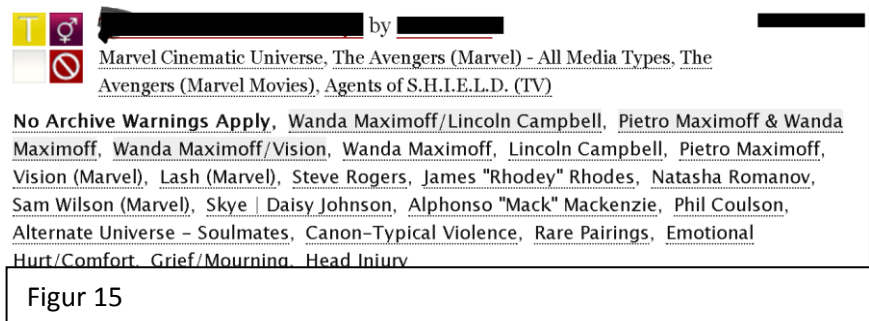 T
by
Marvel Cinematic Universe, The Avengers (Marvel) - All Media Types, The
Avengers (Marvel Movies), Agents of S.H.I.E.L.D. (TV)
No Archive Warnings Apply, Wanda Maximoff/Lincoln Campbell, Pietro Maximoff & Wanda
Maximoff, Wanda Maximoff/Vision, Wanda Maximoff, Lincoln Campbell, Pietro Maximoff,
Vision (Marvel), Lash (Marvel), Steve Rogers, James "Rhodey" Rhodes, Natasha Romanov,
Sam Wilson (Marvel), Skye | Daisy Johnson, Alphonso "Mack" Mackenzie, Phil Coulson,
Alternate Universe – Soulmates, Canon-Typical Violence, Rare Pairings, Emotional
Hurt/Comfort, Grief/Mourning, Head Injury
Figur 15